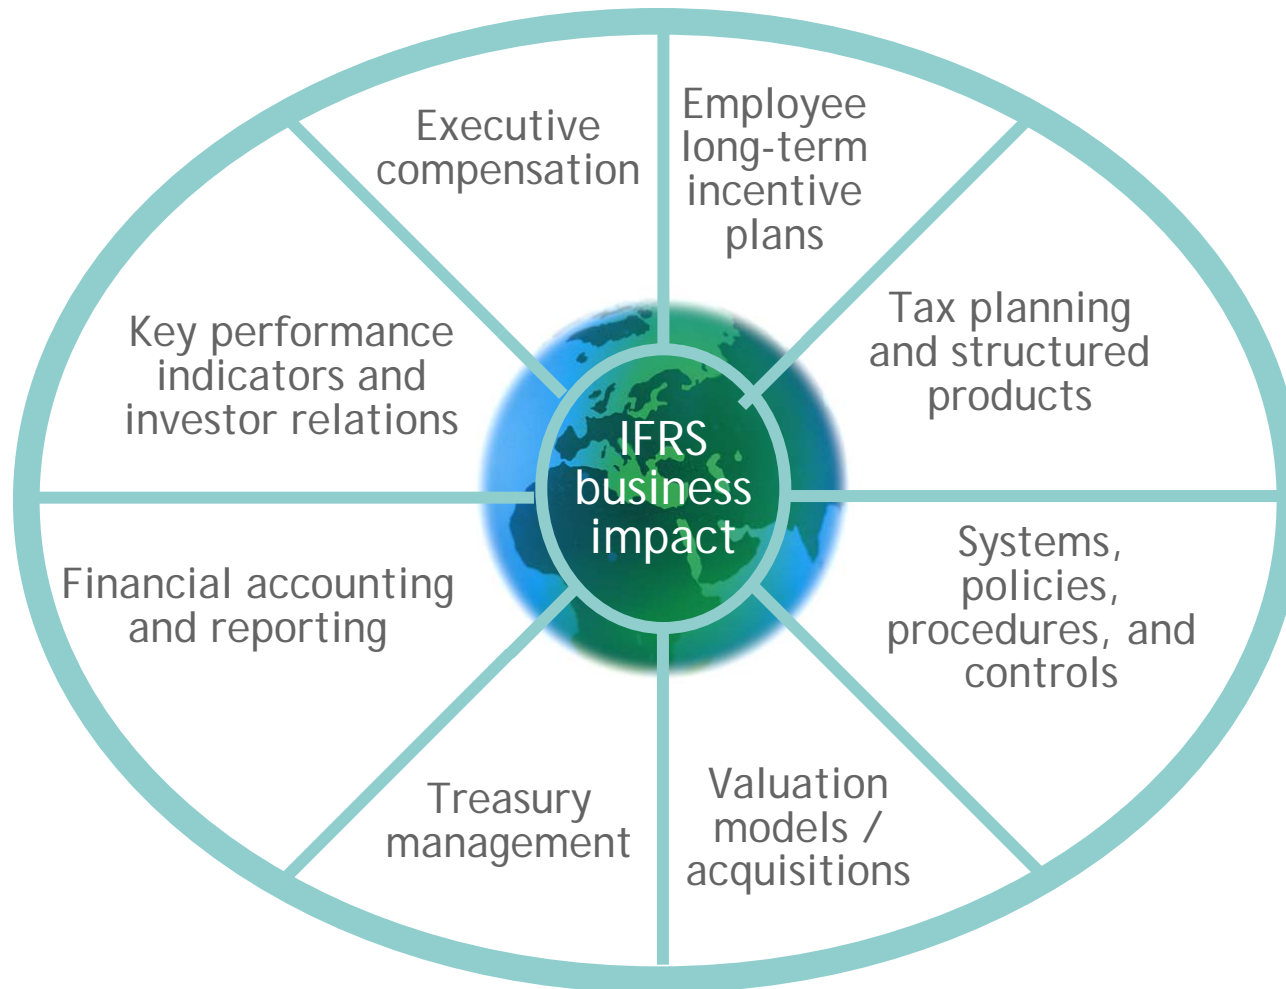 Executive
compensation
Employee
long-term
incentive
plans
Key performance
indicators and
investor relations
Tax planning
and structured
products
IFRS
business
impact
Financial accounting
and reporting
Systems,
policies,
procedures, and
controls
Treasury
management
Valuation
models /
acquisitions